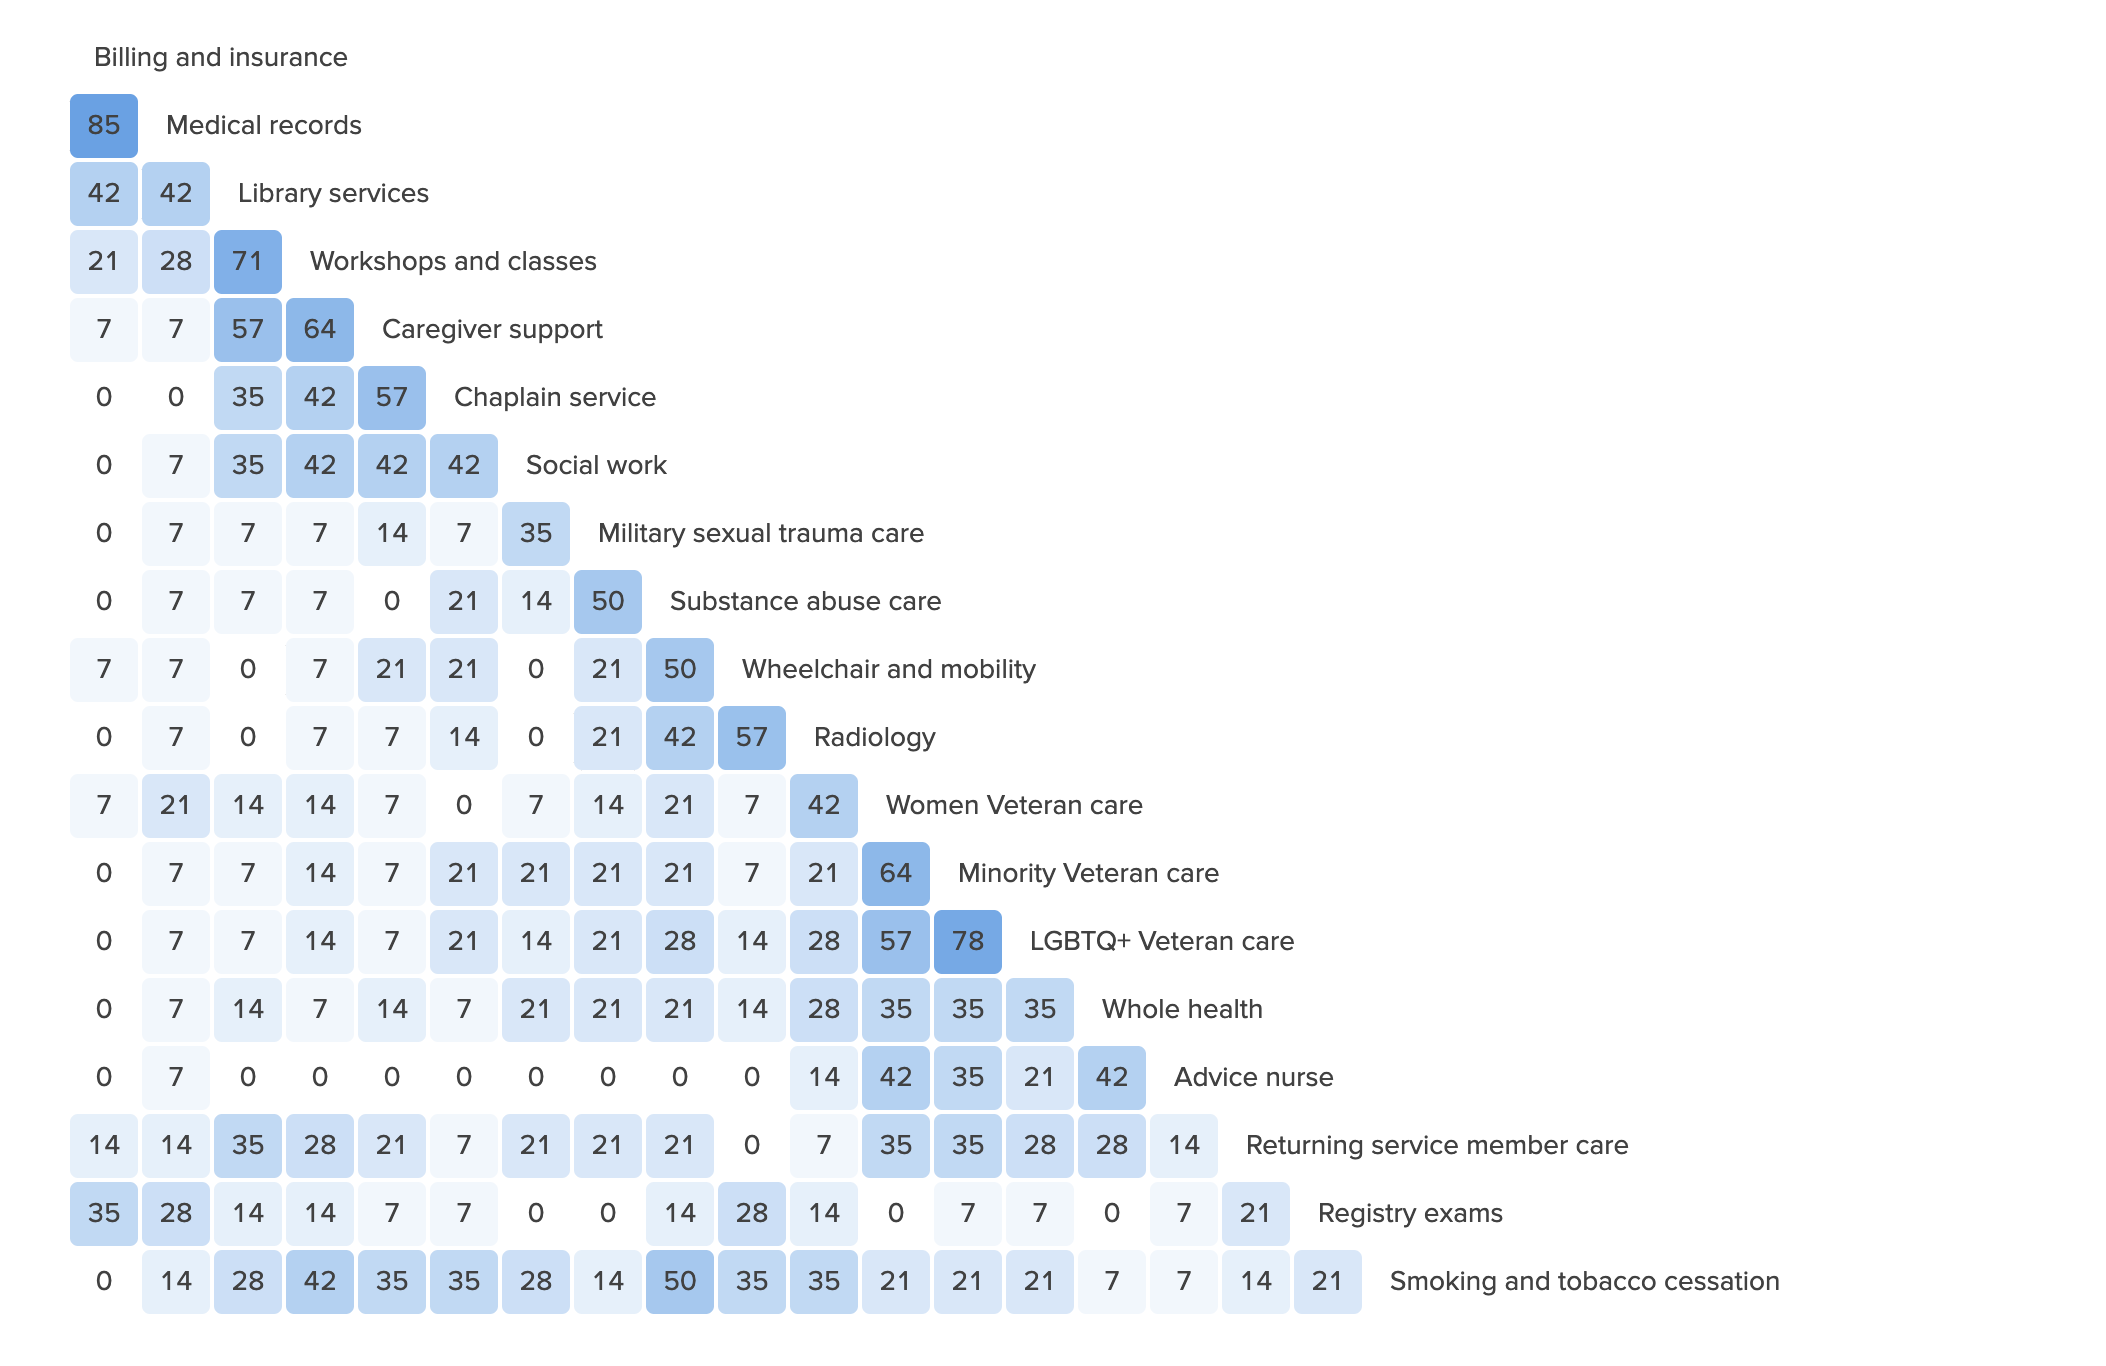 Billing and insurance
85 Medical records
42 42 Library services
21 28 71 Workshops and classes
7 7 57 64 Caregiver support
0 0 35 42 57 Chaplain service
0 7 35 42 42 42 Social work
0 7 7 7 14 7 35 Military sexual trauma care
0 7 7 7 0 21 14 50 Substance abuse care
7 7 0 7 21 21 0 21 50 Wheelchair and mobility
0 7 0 7 7 14 0 21 42 57 Radiology
7 21 14 14 7 0 7 14 21 7 42 Women Veteran care
0 7 7 14 7 21 21 21 21 7 21 64 Minority Veteran care
0 7 7 14 7 21 14 21 28 14 28 57 78 LGBTQ+ Veteran care
0 7 14 7 14 7 21 21 21 14 28 35 35 35 Whole health
0 7 0 0 0 0 0 0 0 0 14 42 35 21 42 Advice nurse
14 14 35 28 21 7 21 21 21 0 7 35 35 28 28 14 Returning service member care
35 28 14 14 7 7 0 0 14 28 14 0 7 7 0 7 21 Registry exams
0 14 28 42 35 35 28 14 50 35 35 21 21 21 7 7 14 21 Smoking and tobacco cessation